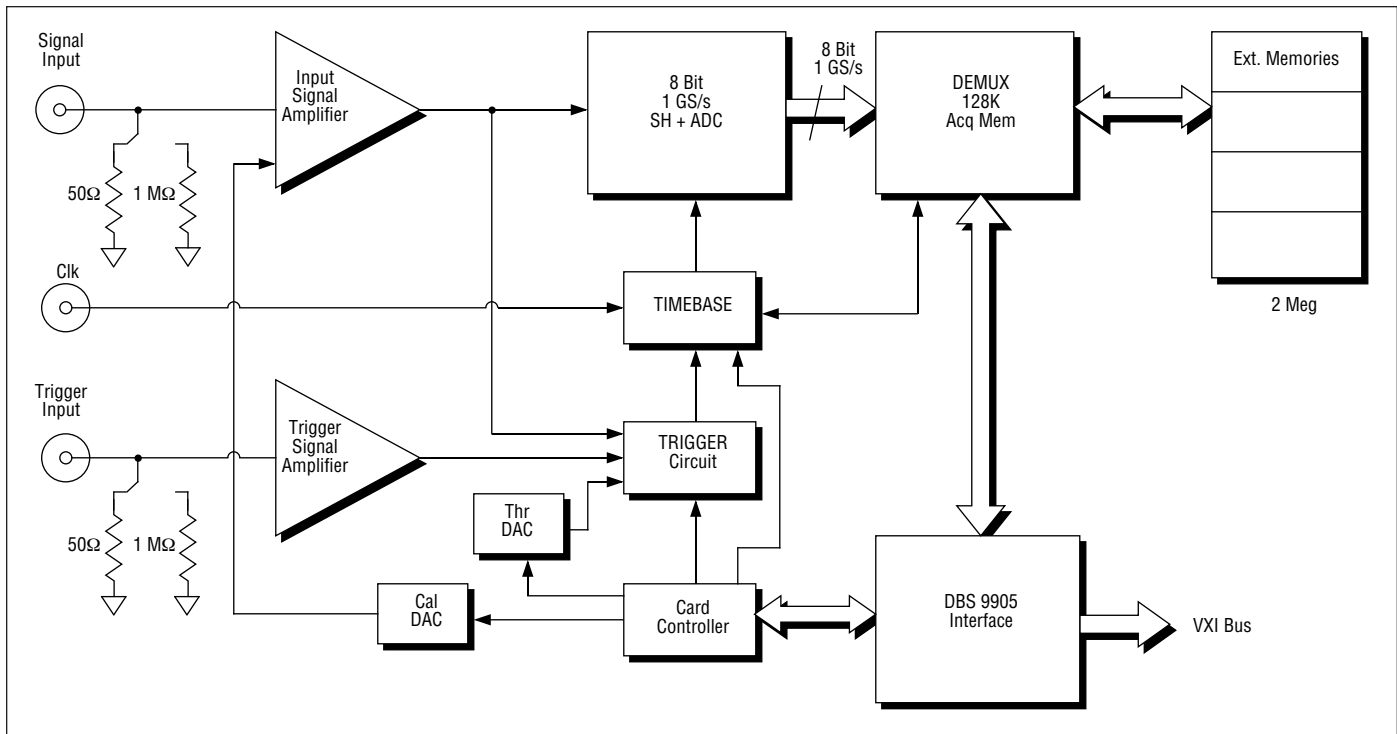 Signal
Input
Input
Signal
Amplifier
8 Bit
1 GS/s
SH + ADC
8 Bit
1 GS/s
DEMUX
128K
Acq Mem
Ext. Memories
2 Meg
50Ω
1 MΩ
Clk
TIMEBASE
Trigger
Input
Trigger
Signal
Amplifier
TRIGGER
Circuit
50Ω
1 MΩ
Thr
DAC
Cal
DAC
Card
Controller
DBS 9905
Interface
VXI Bus